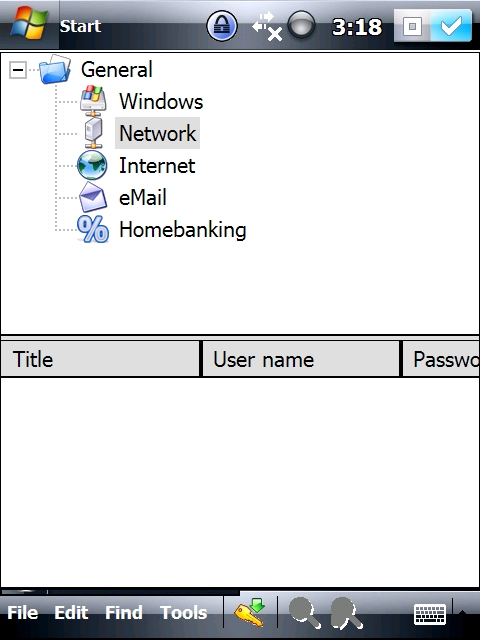 Start 3:18
General
Windows
Network
Internet
eMail
Homebanking
Title User name Passwo
File Edit Find Tools